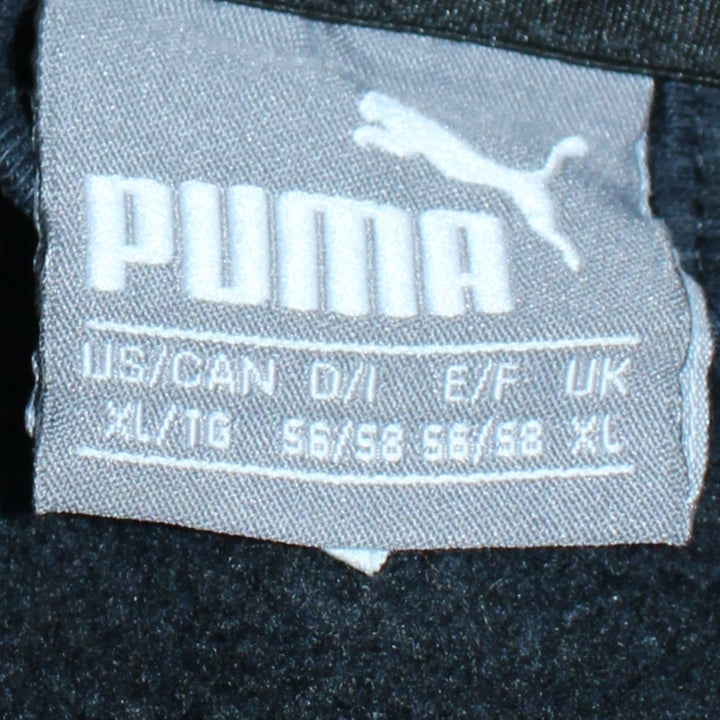 PUMA
US/CAN D/I E/F UK
XL/TG 56/58 56/58 XL